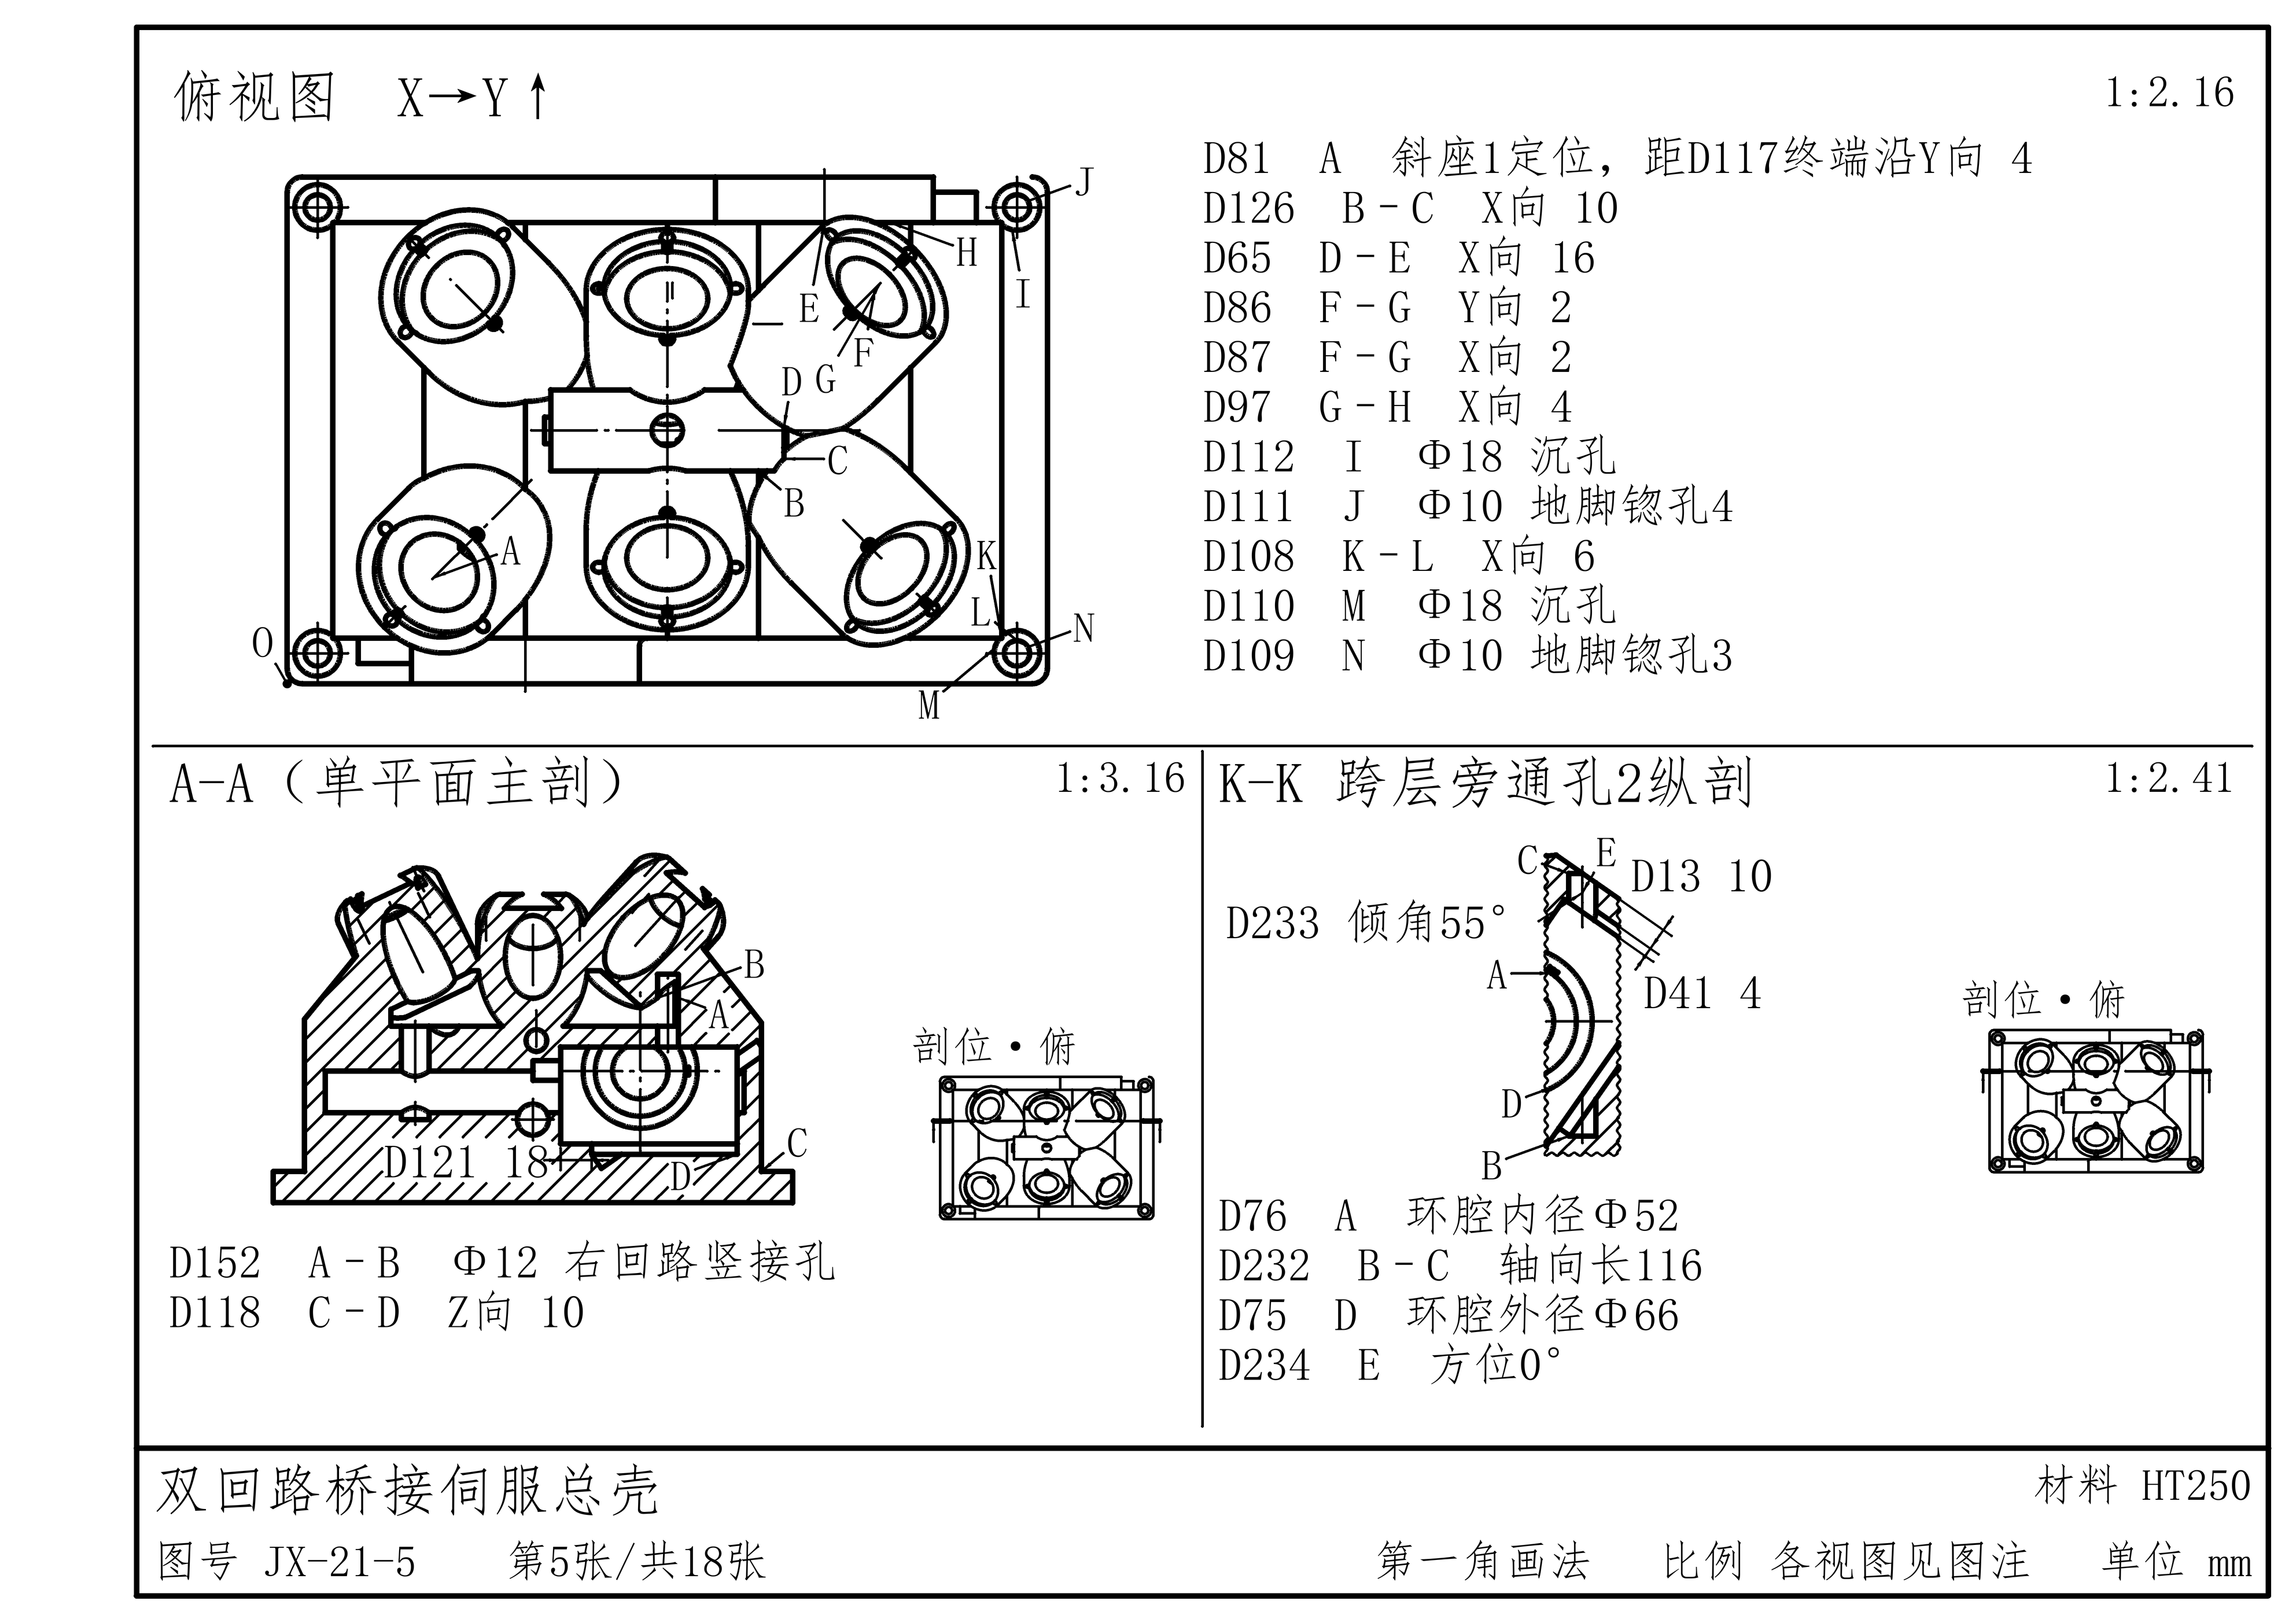 俯视图 X→Y↑
1:2.16
D81 A 斜座1定位，距D117终端沿Y向 4
D126 B-C X向 10
D65 D-E X向 16
D86 F-G Y向 2
D87 F-G X向 2
D97 G-H X向 4
D112 I Φ18 沉孔
D111 J Φ10 地脚锪孔4
D108 K-L X向 6
D110 M Φ18 沉孔
D109 N Φ10 地脚锪孔3
J
H
I
E
F
D G
C
B
A
K
L
N
O
M
A-A（单平面主剖）
1:3.16
B
A
C
D121 18
D
剖位·俯
D152 A-B Φ12 右回路竖接孔
D118 C-D Z向 10
K-K 跨层旁通孔2纵剖
1:2.41
C
E
D13 10
D233 倾角55°
A
D41 4
D
B
剖位·俯
D76 A 环腔内径Φ52
D232 B-C 轴向长116
D75 D 环腔外径Φ66
D234 E 方位0°
双回路桥接伺服总壳
材料 HT250
图号 JX-21-5 第5张/共18张
第一角画法 比例 各视图见图注 单位 mm